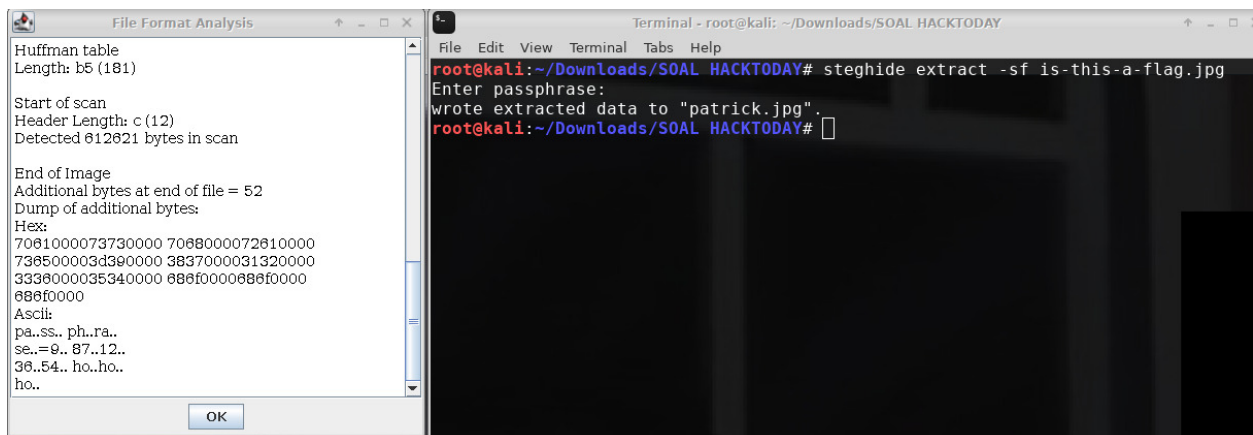 File Format Analysis
Huffman table
Length: b5 (181)
Start of scan
Header Length: c (12)
Detected 612621 bytes in scan
End of Image
Additional bytes at end of file = 52
Dump of additional bytes:
Hex:
7061000073730000 7068000072610000
736500003d390000 3837000031320000
3336000035340000 686f0000686f0000
686f0000
Ascii:
pa..ss.. ph..ra..
se..=9.. 87..12..
36..54.. ho..ho..
ho..
OK
Terminal - root@kali: ~/Downloads/SOAL HACKTODAY
File Edit View Terminal Tabs Help
root@kali:~/Downloads/SOAL HACKTODAY# steghide extract -sf is-this-a-flag.jpg
Enter passphrase:
wrote extracted data to "patrick.jpg".
root@kali:~/Downloads/SOAL HACKTODAY#